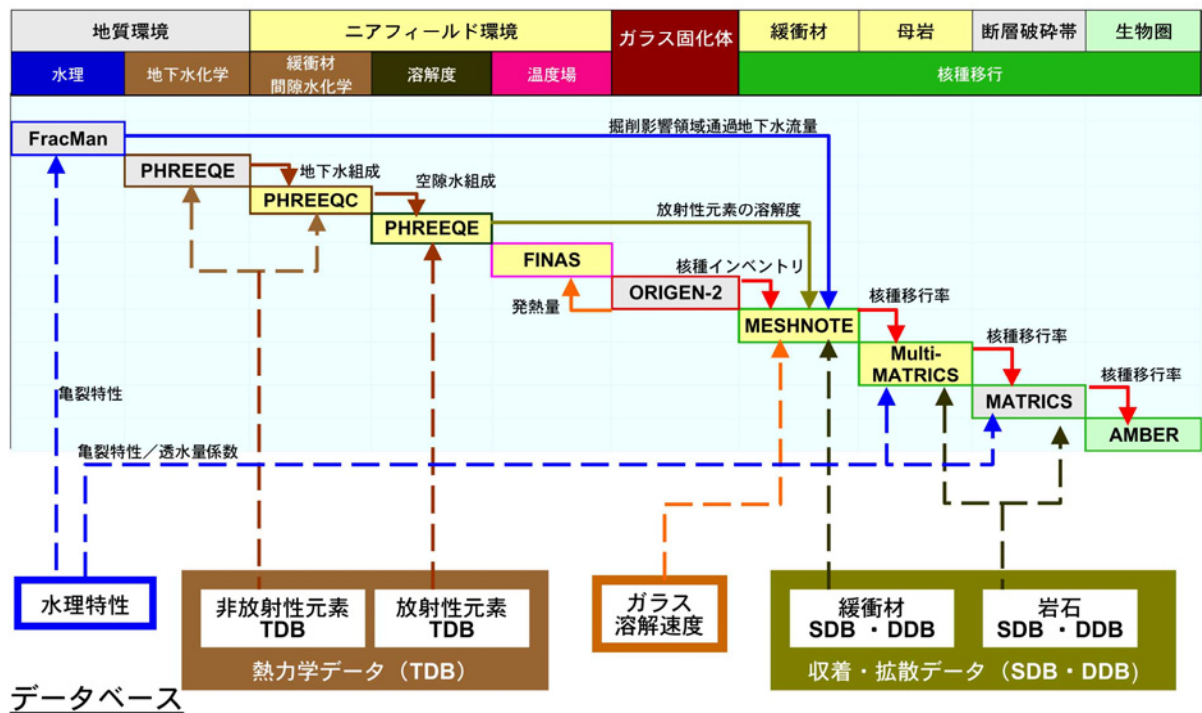 地質環境
ニアフィールド環境
ガラス固化体
緩衝材
母岩
断層破砕帯
生物圏
水理
地下水化学
緩衝材
間隙水化学
溶解度
温度場
核種移行
FracMan
掘削影響領域通過地下水流量
PHREEQE
地下水組成
PHREEQC
空隙水組成
PHREEQE
放射性元素の溶解度
FINAS
核種インベントリ
ORIGEN-2
発熱量
MESHNOTE
核種移行率
Multi-
MATRICS
核種移行率
MATRICS
核種移行率
AMBER
亀裂特性
亀裂特性／透水量係数
水理特性
非放射性元素
TDB
放射性元素
TDB
熱力学データ（TDB）
ガラス
溶解速度
緩衝材
SDB ・DDB
岩石
SDB ・DDB
収着・拡散データ（SDB・DDB)
データベース